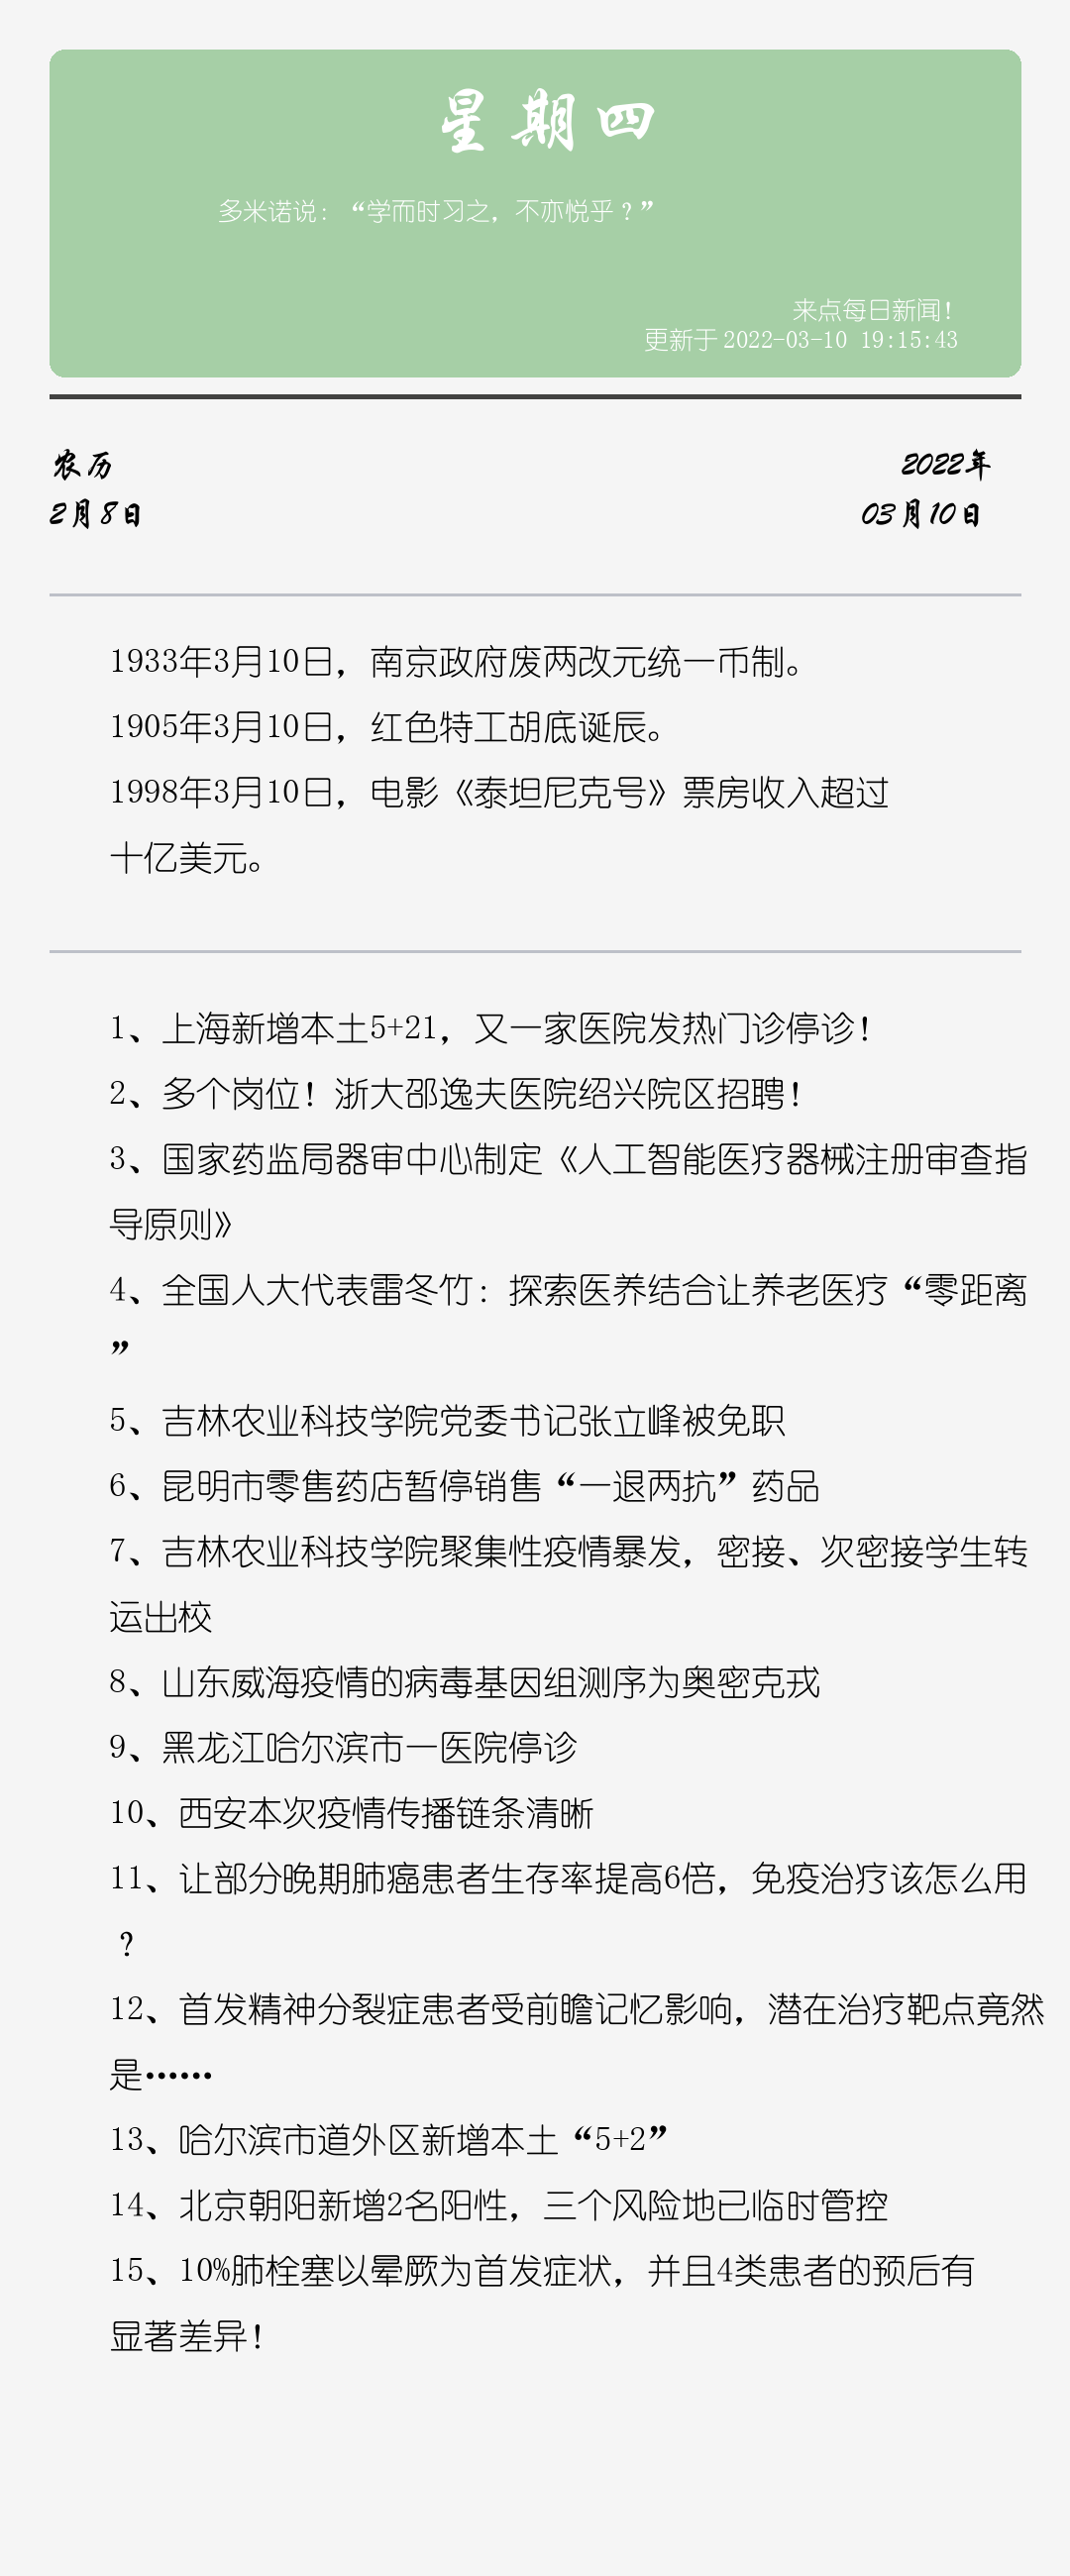 星期四
多米诺说：“学而时习之，不亦悦乎？”
来点每日新闻！
更新于2022-03-10 19:15:43
农历
2月8日
2022年
03月10日
1933年3月10日，南京政府废两改元统一币制。
1905年3月10日，红色特工胡底诞辰。
1998年3月10日，电影《泰坦尼克号》票房收入超过
十亿美元。
1、上海新增本土5+21，又一家医院发热门诊停诊！
2、多个岗位！浙大邵逸夫医院绍兴院区招聘！
3、国家药监局器审中心制定《人工智能医疗器械注册审查指
导原则》
4、全国人大代表雷冬竹：探索医养结合让养老医疗“零距离
”
5、吉林农业科技学院党委书记张立峰被免职
6、昆明市零售药店暂停销售“一退两抗”药品
7、吉林农业科技学院聚集性疫情暴发，密接、次密接学生转
运出校
8、山东威海疫情的病毒基因组测序为奥密克戎
9、黑龙江哈尔滨市一医院停诊
10、西安本次疫情传播链条清晰
11、让部分晚期肺癌患者生存率提高6倍，免疫治疗该怎么用
？
12、首发精神分裂症患者受前瞻记忆影响，潜在治疗靶点竟然
是……
13、哈尔滨市道外区新增本土“5+2”
14、北京朝阳新增2名阳性，三个风险地已临时管控
15、10%肺栓塞以晕厥为首发症状，并且4类患者的预后有
显著差异！